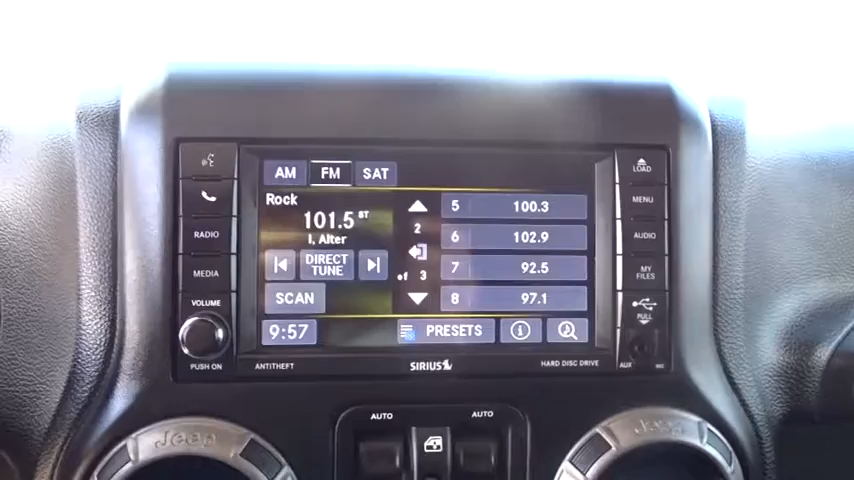 AM FM SAT
Rock
101.5 ST
I, Alter
DIRECT
TUNE
SCAN
9:57
2
of 3
5 100.3
6 102.9
7 92.5
8 97.1
PRESETS
RADIO
MEDIA
VOLUME
PUSH ON
LOAD
MENU
AUDIO
MY
FILES
PULL
AUX
ANTITHEFT
SIRIUS
HARD DISC DRIVE
AUTO AUTO
Jeep
Jeep